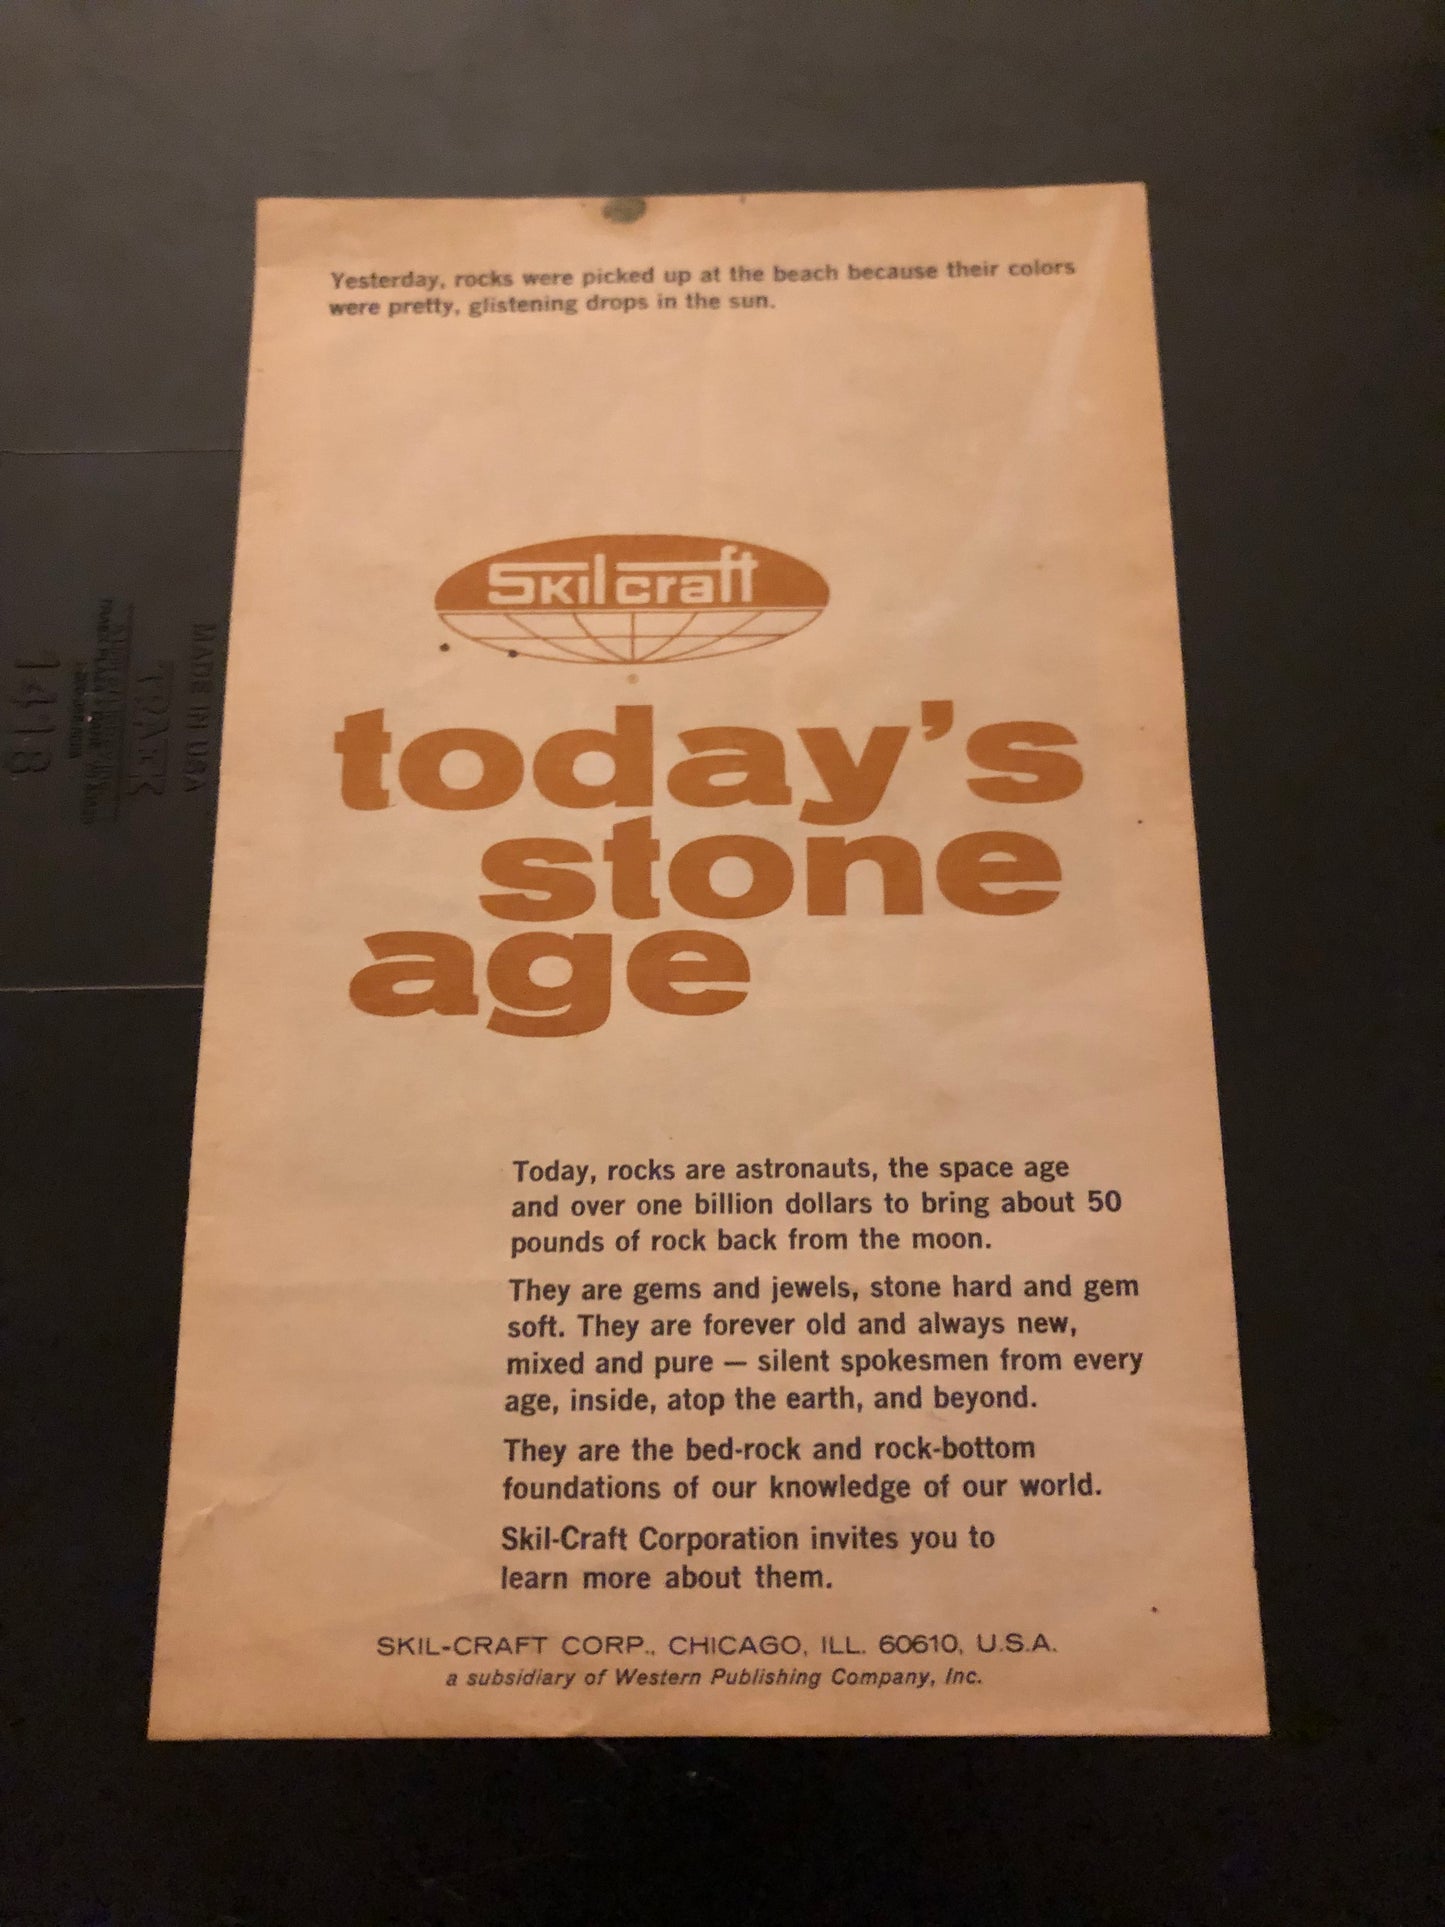 Yesterday, rocks were picked up at the beach because their colors
were pretty, glistening drops in the sun.
Skilcraft
today's
stone
age
Today, rocks are astronauts, the space age
and over one billion dollars to bring about 50
pounds of rock back from the moon.
They are gems and jewels, stone hard and gem
soft. They are forever old and always new,
mixed and pure — silent spokesmen from every
age, inside, atop the earth, and beyond.
They are the bed-rock and rock-bottom
foundations of our knowledge of our world.
Skil-Craft Corporation invites you to
learn more about them.
SKIL-CRAFT CORP., CHICAGO, ILL. 60610, U.S.A.
a subsidiary of Western Publishing Company, Inc.
MADE IN USA